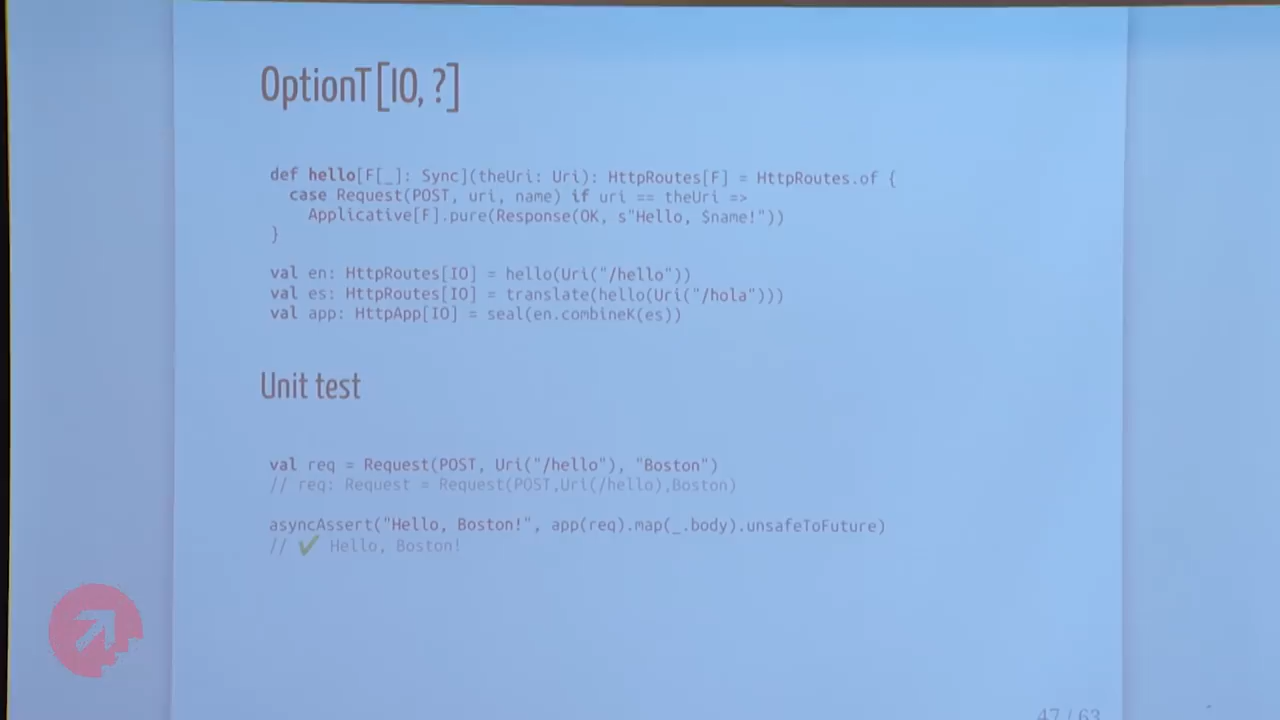 OptionT[IO, ?]
def hello[F[_]: Sync](theUri: Uri): HttpRoutes[F] = HttpRoutes.of {
  case Request(POST, uri, name) if uri == theUri =>
    Applicative[F].pure(Response(OK, s"Hello, $name!"))
}
val en: HttpRoutes[IO] = hello(Uri("/hello"))
val es: HttpRoutes[IO] = translate(hello(Uri("/hola")))
val app: HttpApp[IO] = seal(en.combineK(es))
Unit test
val req = Request(POST, Uri("/hello"), "Boston")
// req: Request = Request(POST,Uri(/hello),Boston)
asyncAssert("Hello, Boston!", app(req).map(_.body).unsafeToFuture)
// ✔ Hello, Boston!
47 / 63